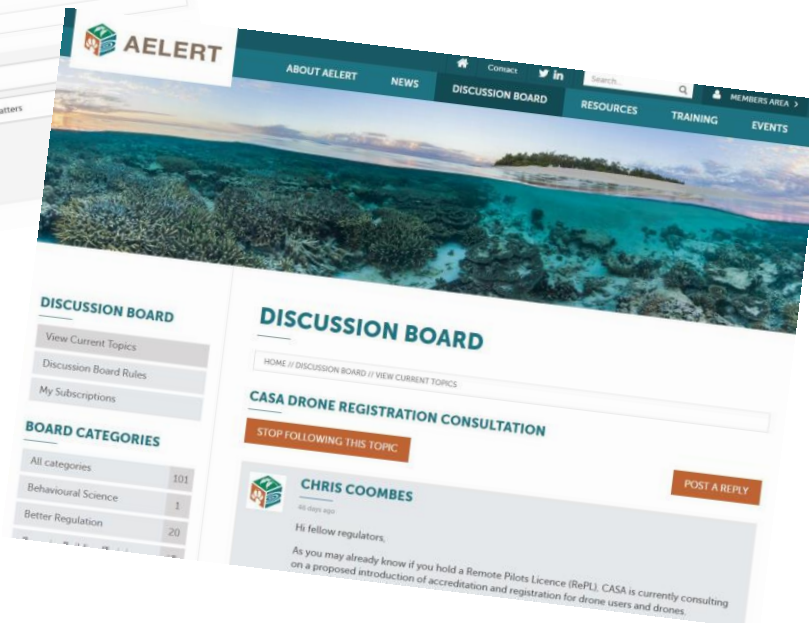 atters
AELERT
Contact
Search...
MEMBERS AREA >
ABOUT AELERT
NEWS
DISCUSSION BOARD
RESOURCES
TRAINING
EVENTS
DISCUSSION BOARD
View Current Topics
Discussion Board Rules
My Subscriptions
BOARD CATEGORIES
All categories 101
Behavioural Science 1
Better Regulation 20
DISCUSSION BOARD
HOME // DISCUSSION BOARD // VIEW CURRENT TOPICS
CASA DRONE REGISTRATION CONSULTATION
STOP FOLLOWING THIS TOPIC
POST A REPLY
CHRIS COOMBES
46 days ago
Hi fellow regulators,
As you may already know if you hold a Remote Pilots Licence (RePL), CASA is currently consulting
on a proposed introduction of accreditation and registration for drone users and drones.